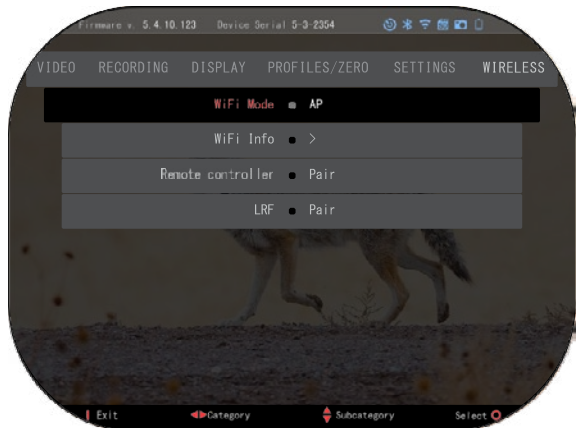 Firmware v. 5.4.10.123 Device Serial 5-3-2354
VIDEO RECORDING DISPLAY PROFILES/ZERO SETTINGS WIRELESS
WiFi Mode AP
WiFi Info >
Remote controller Pair
LRF Pair
Exit Category Subcategory Select